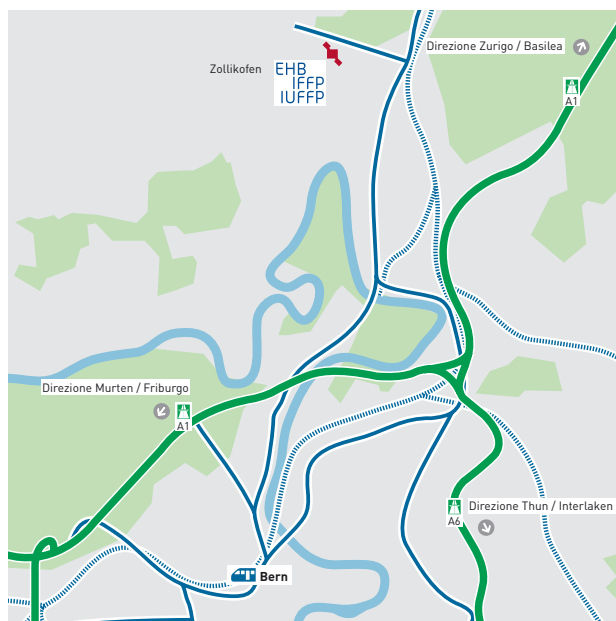 Direzione Zurigo / Basilea
Zollikofen
EHB
IFFP
IUFFP
A1
Direzione Murten / Friburgo
A1
Direzione Thun / Interlaken
A6
Bern